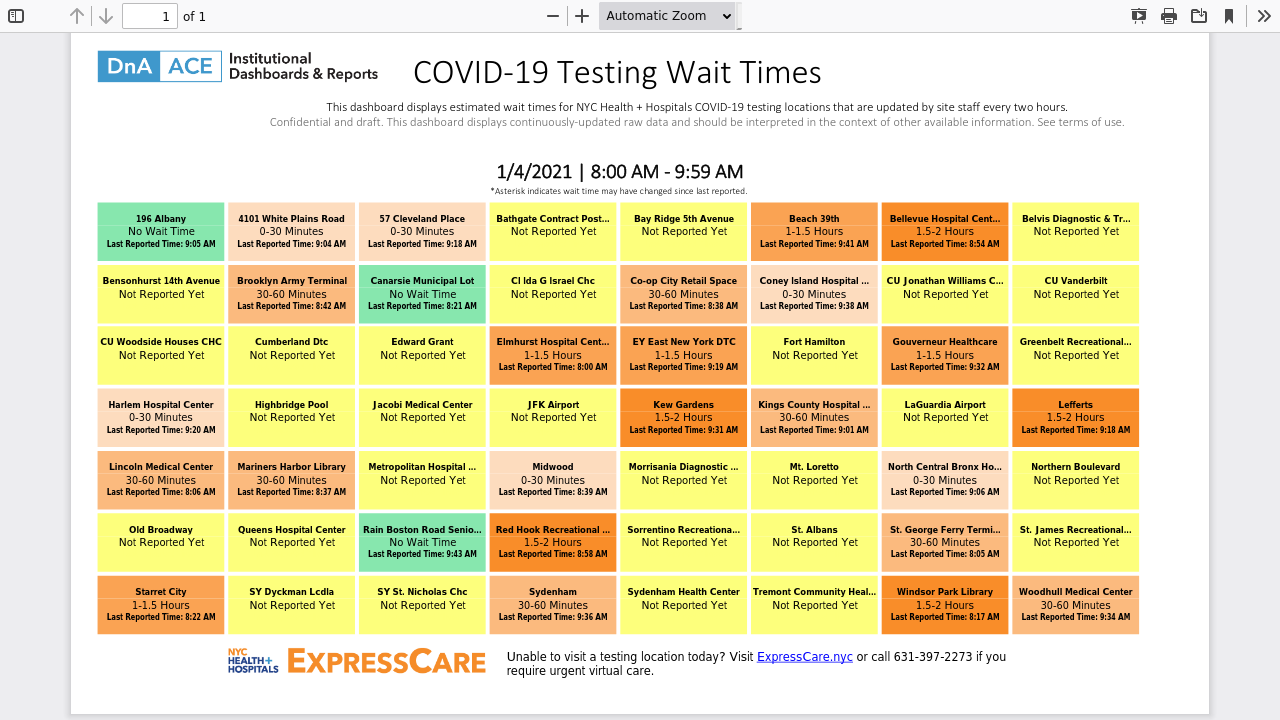 1 of 1
Automatic Zoom
DnA ACE Institutional
Dashboards & Reports
COVID-19 Testing Wait Times
This dashboard displays estimated wait times for NYC Health + Hospitals COVID-19 testing locations that are updated by site staff every two hours.
Confidential and draft. This dashboard displays continuously-updated raw data and should be interpreted in the context of other available information. See terms of use.
1/4/2021 | 8:00 AM - 9:59 AM
*Asterisk indicates wait time may have changed since last reported.
196 Albany
No Wait Time
Last Reported Time: 9:05 AM
4101 White Plains Road
0-30 Minutes
Last Reported Time: 9:04 AM
57 Cleveland Place
0-30 Minutes
Last Reported Time: 9:18 AM
Bathgate Contract Post...
Not Reported Yet
Bay Ridge 5th Avenue
Not Reported Yet
Beach 39th
1-1.5 Hours
Last Reported Time: 9:41 AM
Bellevue Hospital Cent...
1.5-2 Hours
Last Reported Time: 8:54 AM
Belvis Diagnostic & Tr...
Not Reported Yet
Bensonhurst 14th Avenue
Not Reported Yet
Brooklyn Army Terminal
30-60 Minutes
Last Reported Time: 8:42 AM
Canarsie Municipal Lot
No Wait Time
Last Reported Time: 8:21 AM
CI Ida G Israel Chc
Not Reported Yet
Co-op City Retail Space
30-60 Minutes
Last Reported Time: 8:38 AM
Coney Island Hospital ...
0-30 Minutes
Last Reported Time: 9:38 AM
CU Jonathan Williams C...
Not Reported Yet
CU Vanderbilt
Not Reported Yet
CU Woodside Houses CHC
Not Reported Yet
Cumberland Dtc
Not Reported Yet
Edward Grant
Not Reported Yet
Elmhurst Hospital Cent...
1-1.5 Hours
Last Reported Time: 8:00 AM
EY East New York DTC
1-1.5 Hours
Last Reported Time: 9:19 AM
Fort Hamilton
Not Reported Yet
Gouverneur Healthcare
1-1.5 Hours
Last Reported Time: 9:32 AM
Greenbelt Recreational...
Not Reported Yet
Harlem Hospital Center
0-30 Minutes
Last Reported Time: 9:20 AM
Highbridge Pool
Not Reported Yet
Jacobi Medical Center
Not Reported Yet
JFK Airport
Not Reported Yet
Kew Gardens
1.5-2 Hours
Last Reported Time: 9:31 AM
Kings County Hospital ...
30-60 Minutes
Last Reported Time: 9:01 AM
LaGuardia Airport
Not Reported Yet
Lefferts
1.5-2 Hours
Last Reported Time: 9:18 AM
Lincoln Medical Center
30-60 Minutes
Last Reported Time: 8:06 AM
Mariners Harbor Library
30-60 Minutes
Last Reported Time: 8:37 AM
Metropolitan Hospital ...
Not Reported Yet
Midwood
0-30 Minutes
Last Reported Time: 8:39 AM
Morrisania Diagnostic ...
Not Reported Yet
Mt. Loretto
Not Reported Yet
North Central Bronx Ho...
0-30 Minutes
Last Reported Time: 9:06 AM
Northern Boulevard
Not Reported Yet
Old Broadway
Not Reported Yet
Queens Hospital Center
Not Reported Yet
Rain Boston Road Senio...
No Wait Time
Last Reported Time: 9:43 AM
Red Hook Recreational ...
1.5-2 Hours
Last Reported Time: 8:58 AM
Sorrentino Recreationa...
Not Reported Yet
St. Albans
Not Reported Yet
St. George Ferry Termi...
30-60 Minutes
Last Reported Time: 8:05 AM
St. James Recreational...
Not Reported Yet
Starret City
1-1.5 Hours
Last Reported Time: 8:22 AM
SY Dyckman Lcdla
Not Reported Yet
SY St. Nicholas Chc
Not Reported Yet
Sydenham
30-60 Minutes
Last Reported Time: 9:36 AM
Sydenham Health Center
Not Reported Yet
Tremont Community Heal...
Not Reported Yet
Windsor Park Library
1.5-2 Hours
Last Reported Time: 8:17 AM
Woodhull Medical Center
30-60 Minutes
Last Reported Time: 9:34 AM
NYC
HEALTH+
HOSPITALS
EXPRESSCARE
Unable to visit a testing location today? Visit ExpressCare.nyc or call 631-397-2273 if you
require urgent virtual care.